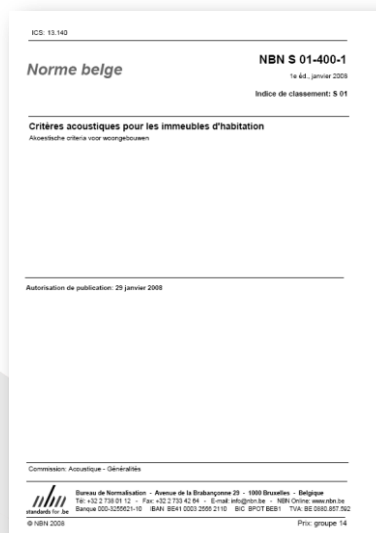 ICS: 13.140
Norme belge
NBN S 01-400-1
1e éd., janvier 2008
Indice de classement: S 01
Critères acoustiques pour les immeubles d'habitation
Akoestische criteria voor woongebouwen
Autorisation de publication: 29 janvier 2008
Commission: Acoustique - Généralités
nbn
standards for .be
Bureau de Normalisation - Avenue de la Brabançonne 29 - 1000 Bruxelles - Belgique
Tél: +32 2 738 01 12 - Fax: +32 2 733 42 64 - E-mail: info@nbn.be - NBN Online: www.nbn.be
Banque 000-3255621-10 IBAN BE41 0003 2556 2110 BIC BPOTBEB1 TVA: BE 0880.857.592
© NBN 2008
Prix: groupe 14